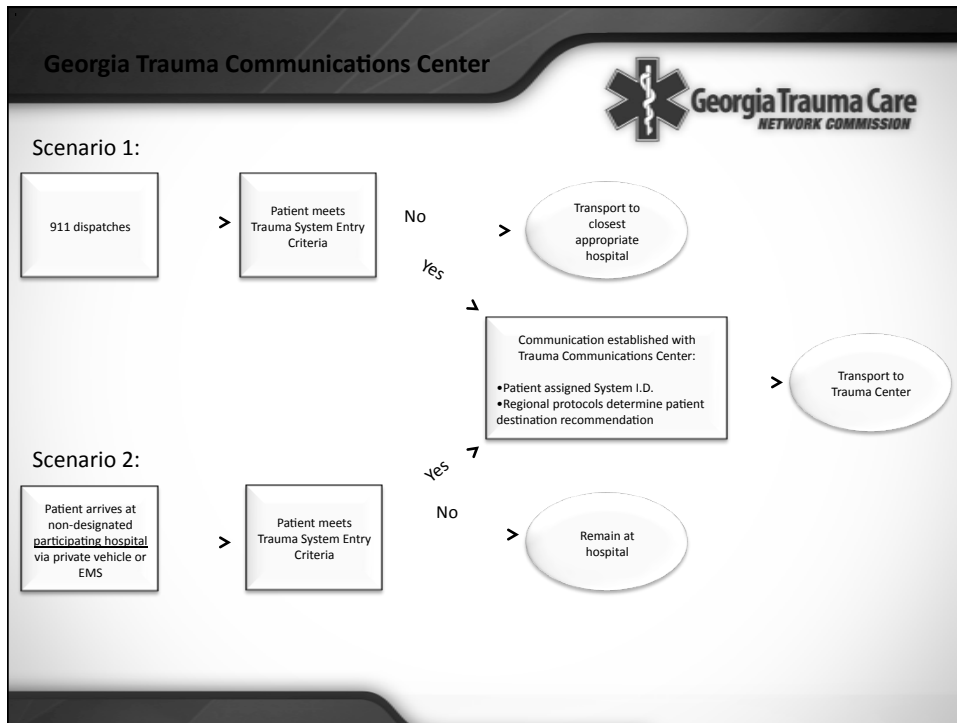 Georgia Trauma Communications Center
Georgia Trauma Care
NETWORK COMMISSION
Scenario 1:
911 dispatches
>
Patient meets
Trauma System Entry
Criteria
No
>
Transport to
closest
appropriate
hospital
Yes
>
Communication established with
Trauma Communications Center:
•Patient assigned System I.D.
•Regional protocols determine patient
destination recommendation
>
Transport to
Trauma Center
Scenario 2:
Patient arrives at
non-designated
participating hospital
via private vehicle or
EMS
>
Patient meets
Trauma System Entry
Criteria
Yes
>
No
>
Remain at
hospital